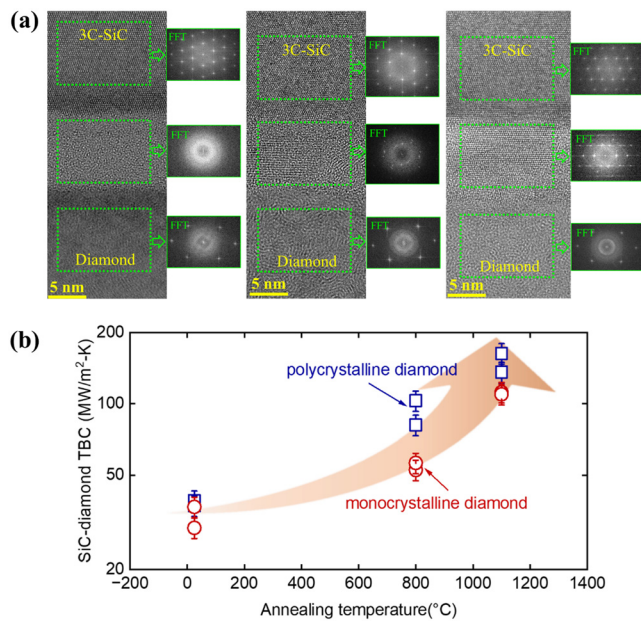 (a)
3C-SiC
FFT
FFT
Diamond
FFT
5 nm
3C-SiC
FFT
FFT
Diamond
FFT
5 nm
3C-SiC
FFT
FFT
Diamond
FFT
5 nm
(b)
SiC-diamond TBC (MW/m²-K)
200
100
50
20
polycrystalline diamond
monocrystalline diamond
−200 0 200 400 600 800 1000 1200 1400
Annealing temperature(°C)